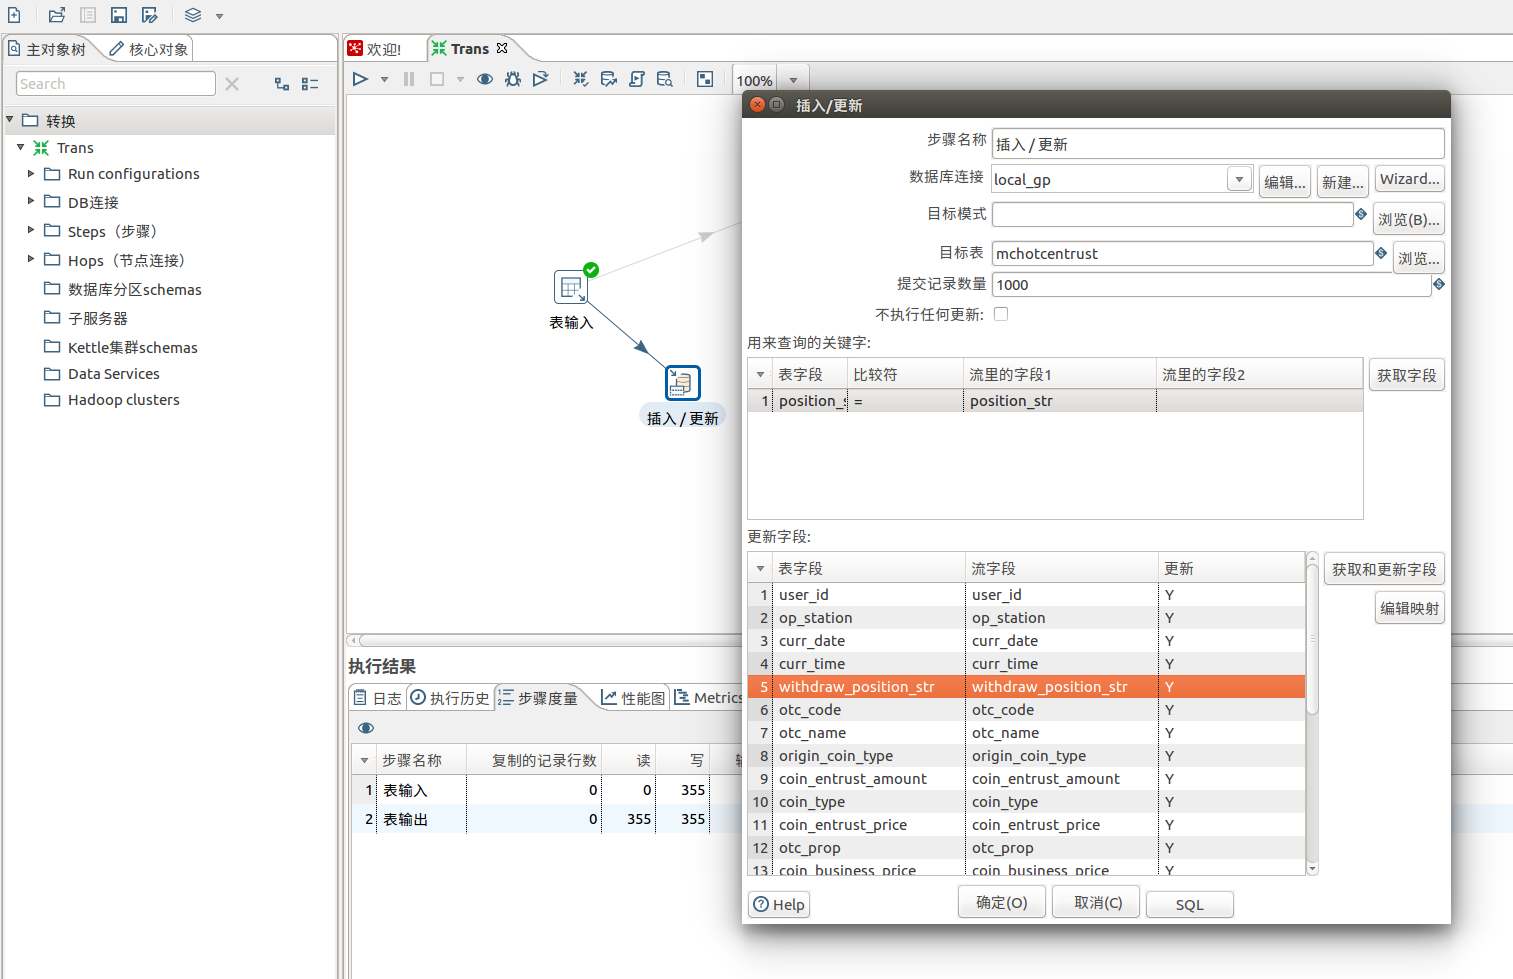 主对象树 核心对象
Search
转换
Trans
Run configurations
DB连接
Steps（步骤）
Hops（节点连接）
数据库分区schemas
子服务器
Kettle集群schemas
Data Services
Hadoop clusters
欢迎! Trans
100%
表输入
插入 / 更新
执行结果
日志 执行历史 步骤度量 性能图 Metrics
步骤名称 复制的记录行数 读 写
1 表输入 0 0 355
2 表输出 0 355 355
插入/更新
步骤名称 插入 / 更新
数据库连接 local_gp 编辑... 新建... Wizard...
目标模式 浏览(B)...
目标表 mchotcentrust 浏览...
提交记录数量 1000
不执行任何更新:
用来查询的关键字:
表字段 比较符 流里的字段1 流里的字段2 获取字段
1 position_s = position_str
更新字段:
表字段 流字段 更新 获取和更新字段
编辑映射
1 user_id user_id Y
2 op_station op_station Y
3 curr_date curr_date Y
4 curr_time curr_time Y
5 withdraw_position_str withdraw_position_str Y
6 otc_code otc_code Y
7 otc_name otc_name Y
8 origin_coin_type origin_coin_type Y
9 coin_entrust_amount coin_entrust_amount Y
10 coin_type coin_type Y
11 coin_entrust_price coin_entrust_price Y
12 otc_prop otc_prop Y
13 coin_business_price coin_business_price Y
Help 确定(O) 取消(C) SQL